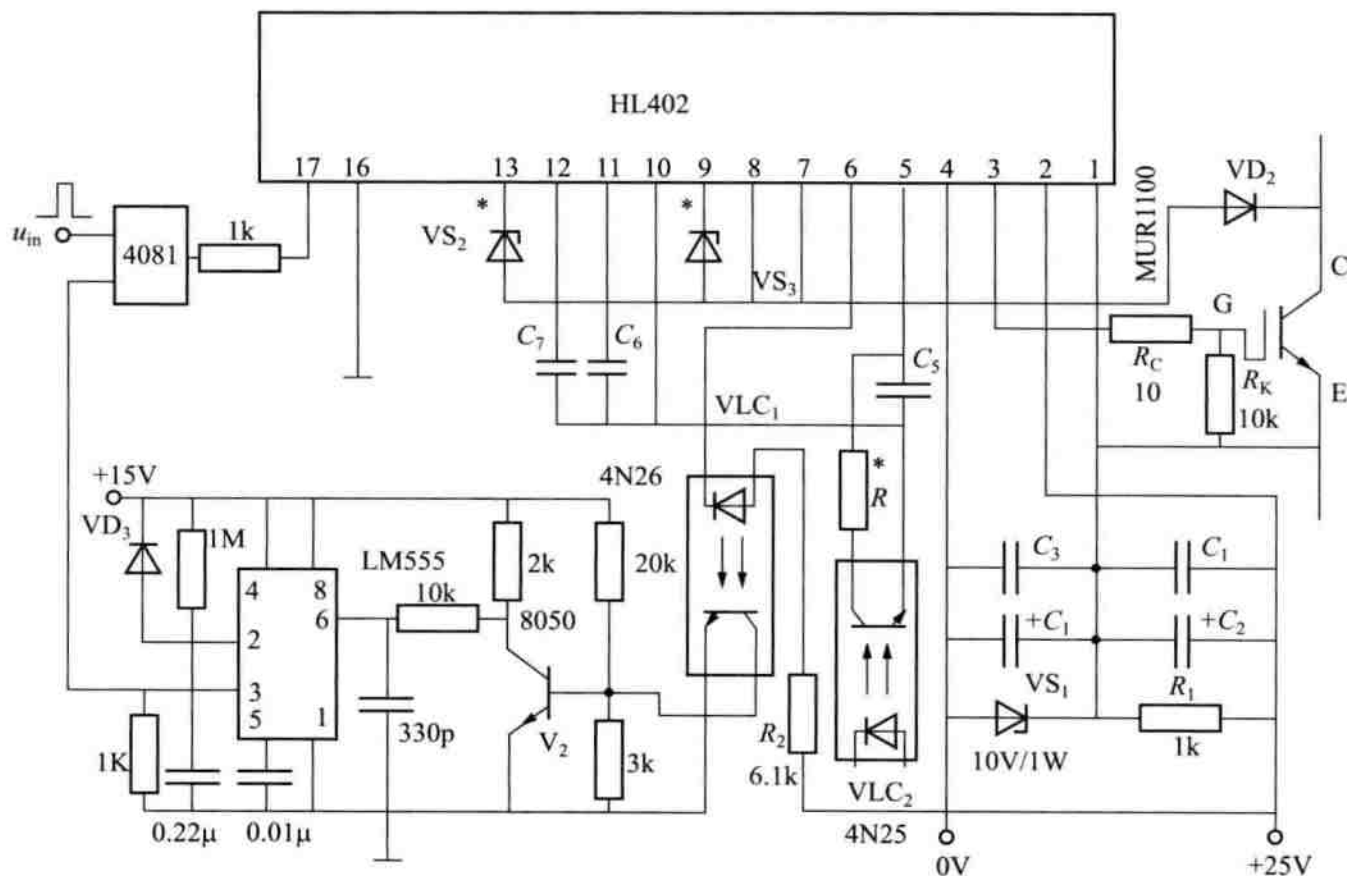 HL402
17 16 13 12 11 10 9 8 7 6 5 4 3 2 1
u_in
4081
1k
*
VS₂
*
VS₃
MUR1100
VD₂
C
G
E
R_C
10
R_K
10k
C₇
C₆
C₅
VLC₁
4N26
*
R
+15V
VD₃
1M
LM555
10k
2k
20k
8050
4 8
6
2
3
5 1
1K
0.22μ
0.01μ
330p
V₂
3k
R₂
6.1k
VLC₂
4N25
C₃
C₁
+C₁
+C₂
VS₁
R₁
10V/1W
1k
0V
+25V